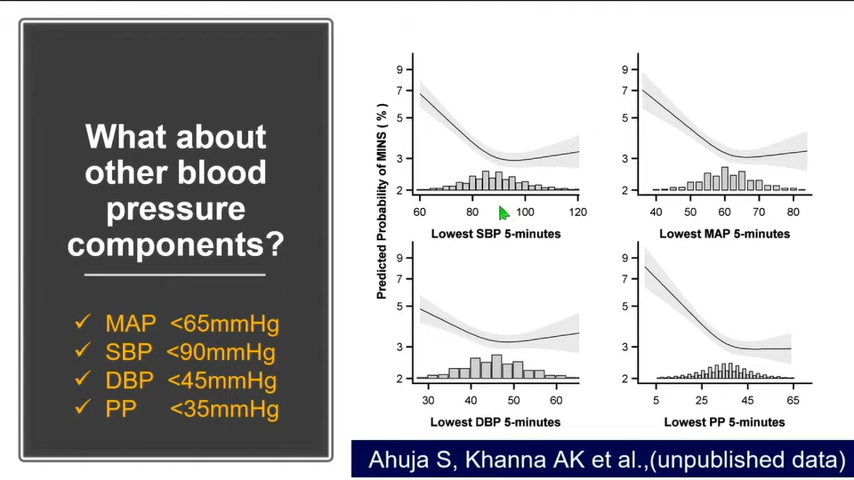 What about
other blood
pressure
components?
✓ MAP <65mmHg
✓ SBP <90mmHg
✓ DBP <45mmHg
✓ PP <35mmHg
Predicted Probability of MINS ( % )
9
7
5
3
2
60 80 100 120
Lowest SBP 5-minutes
9
7
5
3
2
40 50 60 70 80
Lowest MAP 5-minutes
9
7
5
3
2
30 40 50 60
Lowest DBP 5-minutes
9
7
5
3
2
5 25 45 65
Lowest PP 5-minutes
Ahuja S, Khanna AK et al.,(unpublished data)